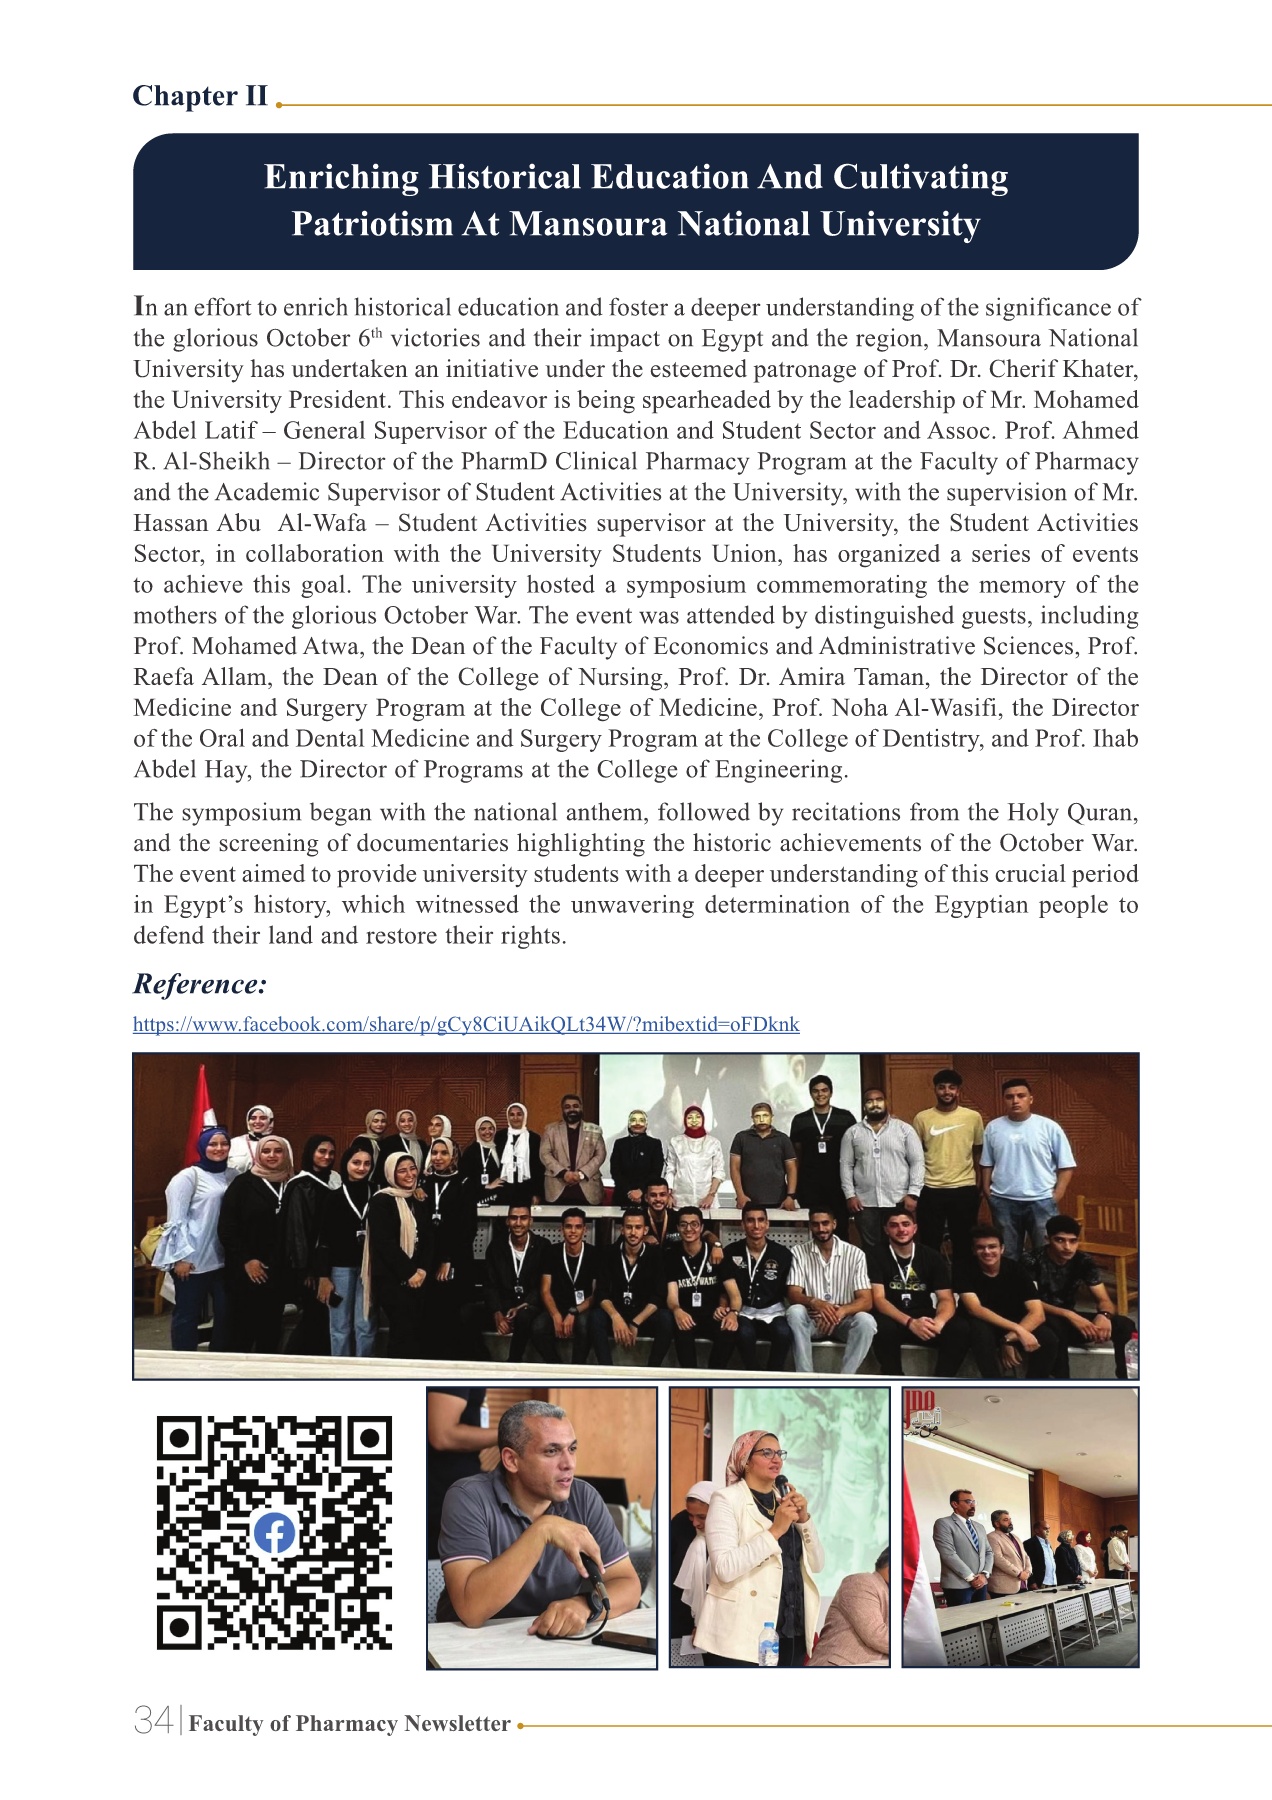 Chapter II
Enriching Historical Education And Cultivating
Patriotism At Mansoura National University
In an effort to enrich historical education and foster a deeper understanding of the significance of
the glorious October 6th victories and their impact on Egypt and the region, Mansoura National
University has undertaken an initiative under the esteemed patronage of Prof. Dr. Cherif Khater,
the University President. This endeavor is being spearheaded by the leadership of Mr. Mohamed
Abdel Latif – General Supervisor of the Education and Student Sector and Assoc. Prof. Ahmed
R. Al-Sheikh – Director of the PharmD Clinical Pharmacy Program at the Faculty of Pharmacy
and the Academic Supervisor of Student Activities at the University, with the supervision of Mr.
Hassan Abu Al-Wafa – Student Activities supervisor at the University, the Student Activities
Sector, in collaboration with the University Students Union, has organized a series of events
to achieve this goal. The university hosted a symposium commemorating the memory of the
mothers of the glorious October War. The event was attended by distinguished guests, including
Prof. Mohamed Atwa, the Dean of the Faculty of Economics and Administrative Sciences, Prof.
Raefa Allam, the Dean of the College of Nursing, Prof. Dr. Amira Taman, the Director of the
Medicine and Surgery Program at the College of Medicine, Prof. Noha Al-Wasifi, the Director
of the Oral and Dental Medicine and Surgery Program at the College of Dentistry, and Prof. Ihab
Abdel Hay, the Director of Programs at the College of Engineering.
The symposium began with the national anthem, followed by recitations from the Holy Quran,
and the screening of documentaries highlighting the historic achievements of the October War.
The event aimed to provide university students with a deeper understanding of this crucial period
in Egypt’s history, which witnessed the unwavering determination of the Egyptian people to
defend their land and restore their rights.
Reference:
https://www.facebook.com/share/p/gCy8CiUAikQLt34W/?mibextid=oFDknk
34| Faculty of Pharmacy Newsletter